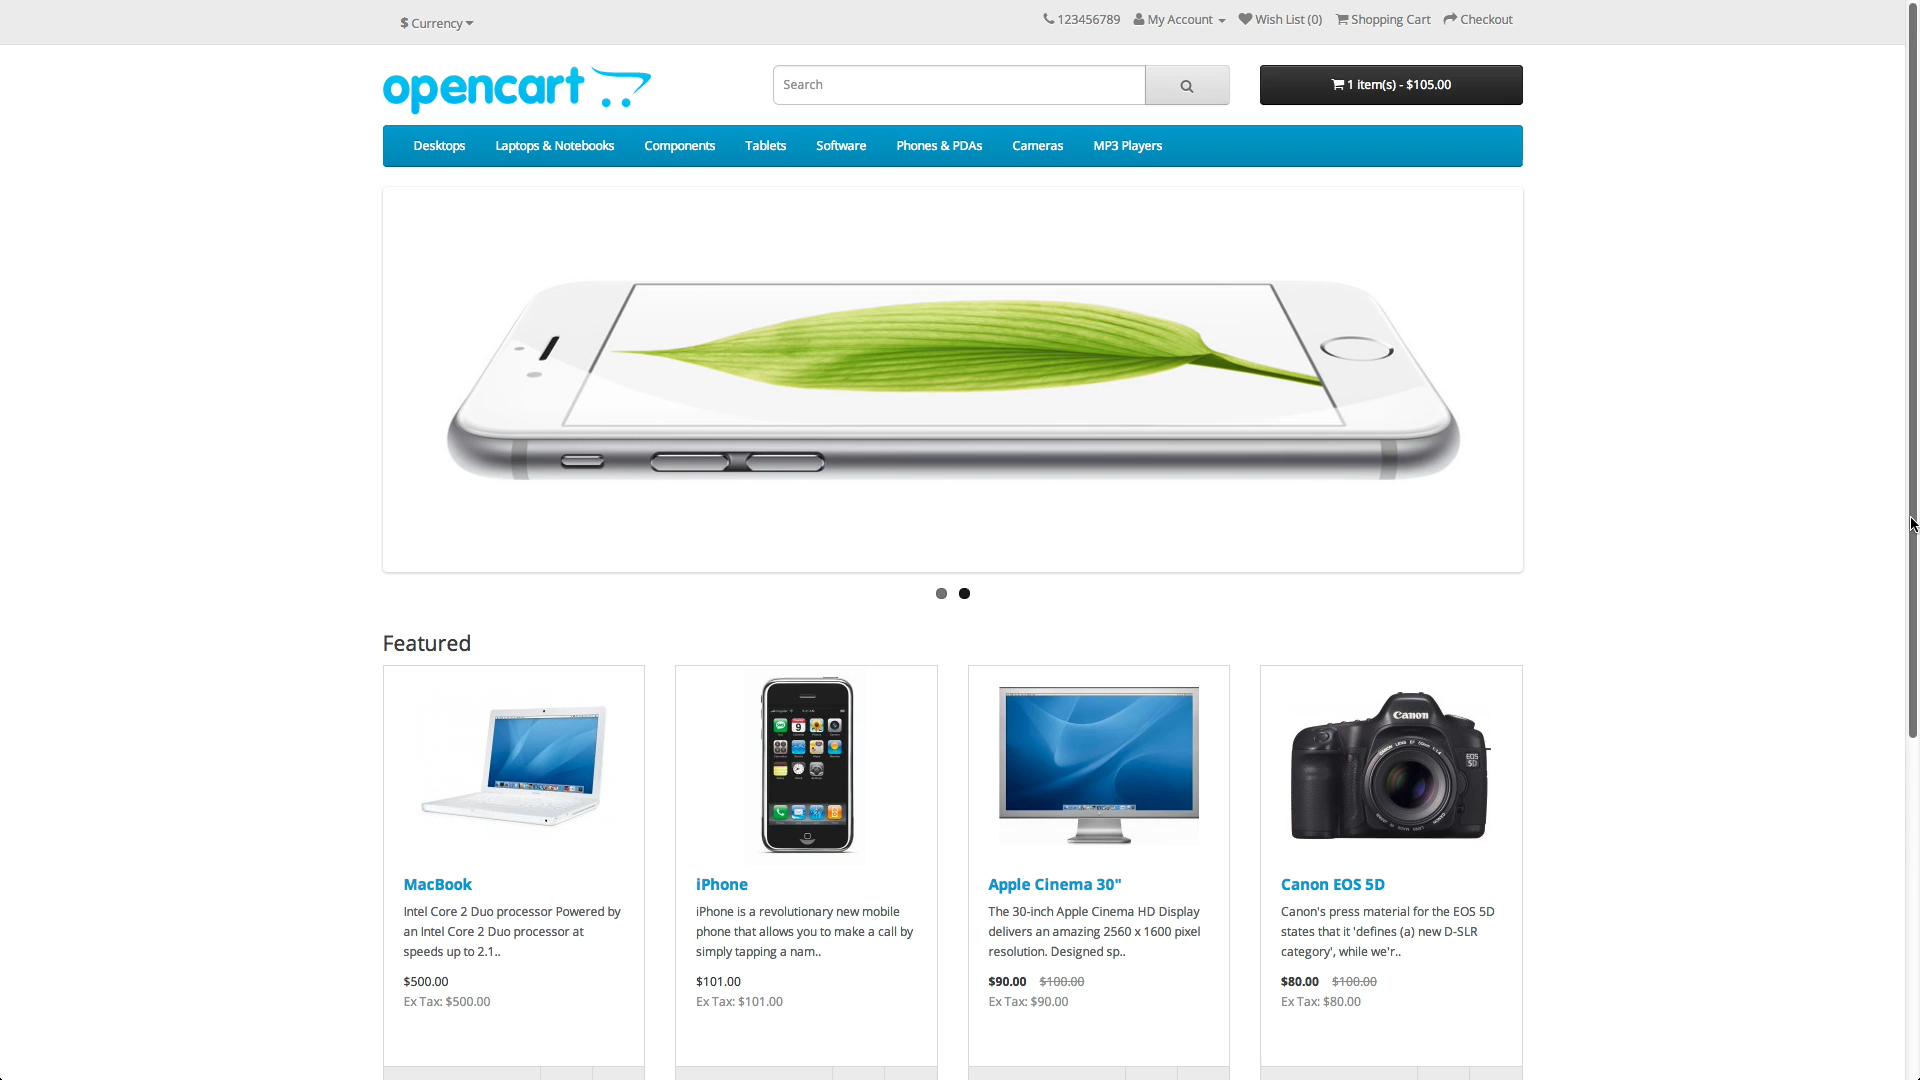 $ Currency
123456789 My Account Wish List (0) Shopping Cart Checkout
opencart
Search
1 item(s) - $105.00
Desktops Laptops & Notebooks Components Tablets Software Phones & PDAs Cameras MP3 Players
Featured
Canon
EOS
5D
MacBook
Intel Core 2 Duo processor Powered by
an Intel Core 2 Duo processor at
speeds up to 2.1..
$500.00
Ex Tax: $500.00
iPhone
iPhone is a revolutionary new mobile
phone that allows you to make a call by
simply tapping a nam..
$101.00
Ex Tax: $101.00
Apple Cinema 30"
The 30-inch Apple Cinema HD Display
delivers an amazing 2560 x 1600 pixel
resolution. Designed sp..
$90.00 $100.00
Ex Tax: $90.00
Canon EOS 5D
Canon's press material for the EOS 5D
states that it 'defines (a) new D-SLR
category', while we'r..
$80.00 $100.00
Ex Tax: $80.00